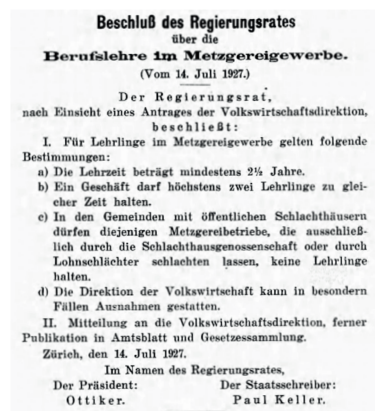 Beschluß des Regierungsrates
über die
Berufslehre im Metzgereigewerbe.
(Vom 14. Juli 1927.)
Der Regierungsrat,
nach Einsicht eines Antrages der Volkswirtschaftsdirektion,
beschließt:
I. Für Lehrlinge im Metzgereigewerbe gelten folgende
Bestimmungen:
a) Die Lehrzeit beträgt mindestens 2½ Jahre.
b) Ein Geschäft darf höchstens zwei Lehrlinge zu glei-
cher Zeit halten.
c) In den Gemeinden mit öffentlichen Schlachthäusern
dürfen diejenigen Metzgereibetriebe, die ausschließ-
lich durch die Schlachthausgenossenschaft oder durch
Lohnschlächter schlachten lassen, keine Lehrlinge
halten.
d) Die Direktion der Volkswirtschaft kann in besondern
Fällen Ausnahmen gestatten.
II. Mitteilung an die Volkswirtschaftsdirektion, ferner
Publikation in Amtsblatt und Gesetzessammlung.
Zürich, den 14. Juli 1927.
Im Namen des Regierungsrates,
Der Präsident: Der Staatsschreiber:
Ottiker. Paul Keller.